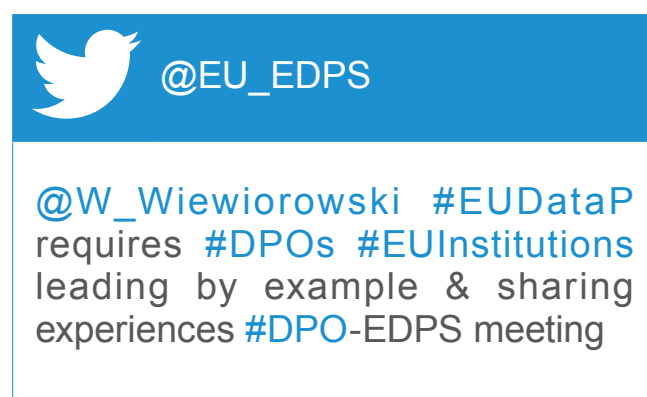 @EU_EDPS
@W_Wiewiorowski #EUDataP
requires #DPOs #EUInstitutions
leading by example & sharing
experiences #DPO-EDPS meeting